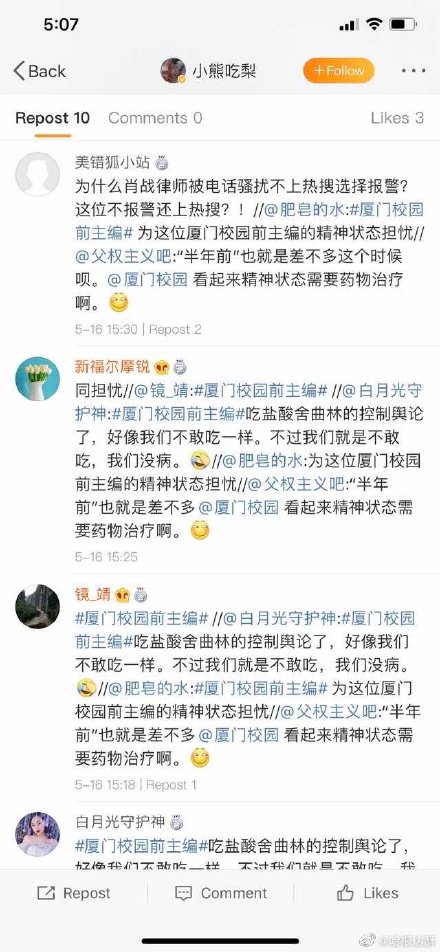 5:07
Back
小熊吃梨
+Follow
Repost 10
Comments 0
Likes 3
美错狐小站
为什么肖战律师被电话骚扰不上热搜选择报警？
这位不报警还上热搜？！//@肥皂的水:#厦门校园
前主编# 为这位厦门校园前主编的精神状态担忧//
@父权主义吧:“半年前”也就是差不多这个时候
呗。@厦门校园 看起来精神状态需要药物治疗
啊。
5-16 15:30 | Repost 2
新福尔摩锐
同担忧//@镜_靖:#厦门校园前主编# //@白月光守
护神:#厦门校园前主编#吃盐酸舍曲林的控制舆论
了，好像我们不敢吃一样。不过我们就是不敢
吃，我们没病。//@肥皂的水:为这位厦门校园
前主编的精神状态担忧//@父权主义吧:“半年
前”也就是差不多@厦门校园 看起来精神状态需
要药物治疗啊。
5-16 15:25
镜_靖
#厦门校园前主编# //@白月光守护神:#厦门校园
前主编#吃盐酸舍曲林的控制舆论了，好像我们
不敢吃一样。不过我们就是不敢吃，我们没病。
//@肥皂的水:#厦门校园前主编# 为这位厦门
校园前主编的精神状态担忧//@父权主义吧:“半年
前”也就是差不多@厦门校园 看起来精神状态需要
药物治疗啊。
5-16 15:18 | Repost 1
白月光守护神
#厦门校园前主编#吃盐酸舍曲林的控制舆论了，
好像我们不敢吃一样。不过我们就是不敢吃，我
Repost
Comment
Likes